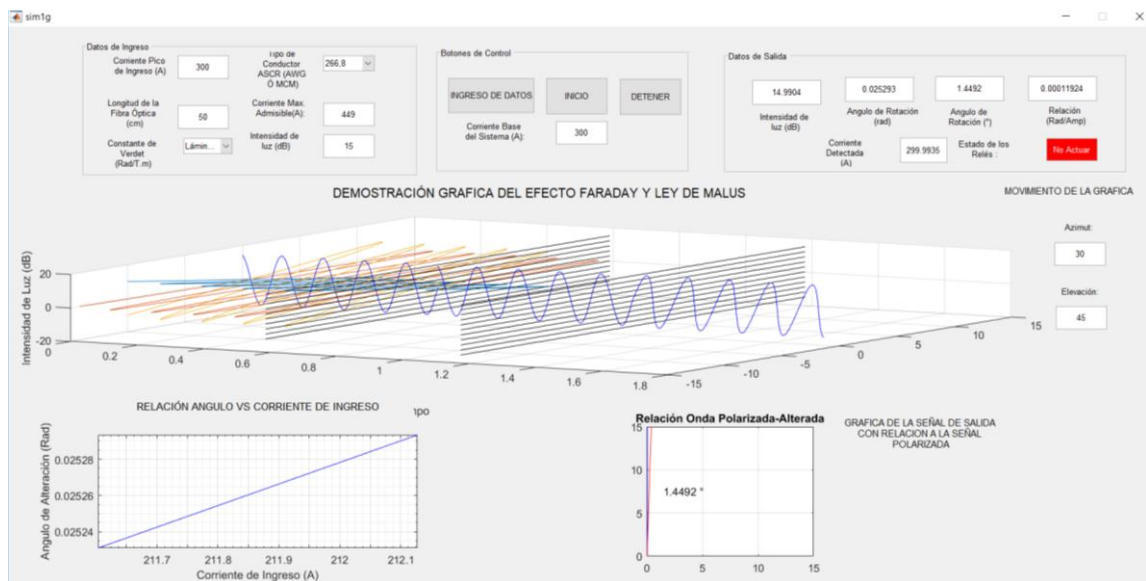 sim1g
Datos de Ingreso
Corriente Pico
de Ingreso (A)
300
Tipo de
Conductor
ASCR (AWG
Ó MCM)
266,8
Longitud de la
Fibra Óptica
(cm)
50
Corriente Max.
Admisible(A):
449
Constante de
Verdet
(Rad/T.m)
Lámin...
Intensidad de
luz (dB)
15
Botones de Control
INGRESO DE DATOS
INICIO
DETENER
Corriente Base
del Sistema (A):
300
Datos de Salida
14.9904
0.025293
1.4492
0.00011924
Intensidad de
luz (dB)
Angulo de Rotación
(rad)
Angulo de
Rotación (°)
Relación
(Rad/Amp)
Corriente
Detectada
(A)
299.9935
Estado de los
Relés :
No Actuar
DEMOSTRACIÓN GRAFICA DEL EFECTO FARADAY Y LEY DE MALUS
MOVIMIENTO DE LA GRAFICA
Azimut:
30
Elevación:
45
Intensidad de Luz (dB)
20
0
-20
0
0.2
0.4
0.6
0.8
1
1.2
1.4
1.6
1.8
-15
-10
-5
0
5
10
15
RELACIÓN ANGULO VS CORRIENTE DE INGRESO
mpo
Angulo de Alteración (Rad)
0.02528
0.02526
0.02524
211.7
211.8
211.9
212
212.1
Corriente de Ingreso (A)
Relación Onda Polarizada-Alterada
15
10
5
0
1.4492 °
0
5
10
15
GRAFICA DE LA SEÑAL DE SALIDA
CON RELACION A LA SEÑAL
POLARIZADA